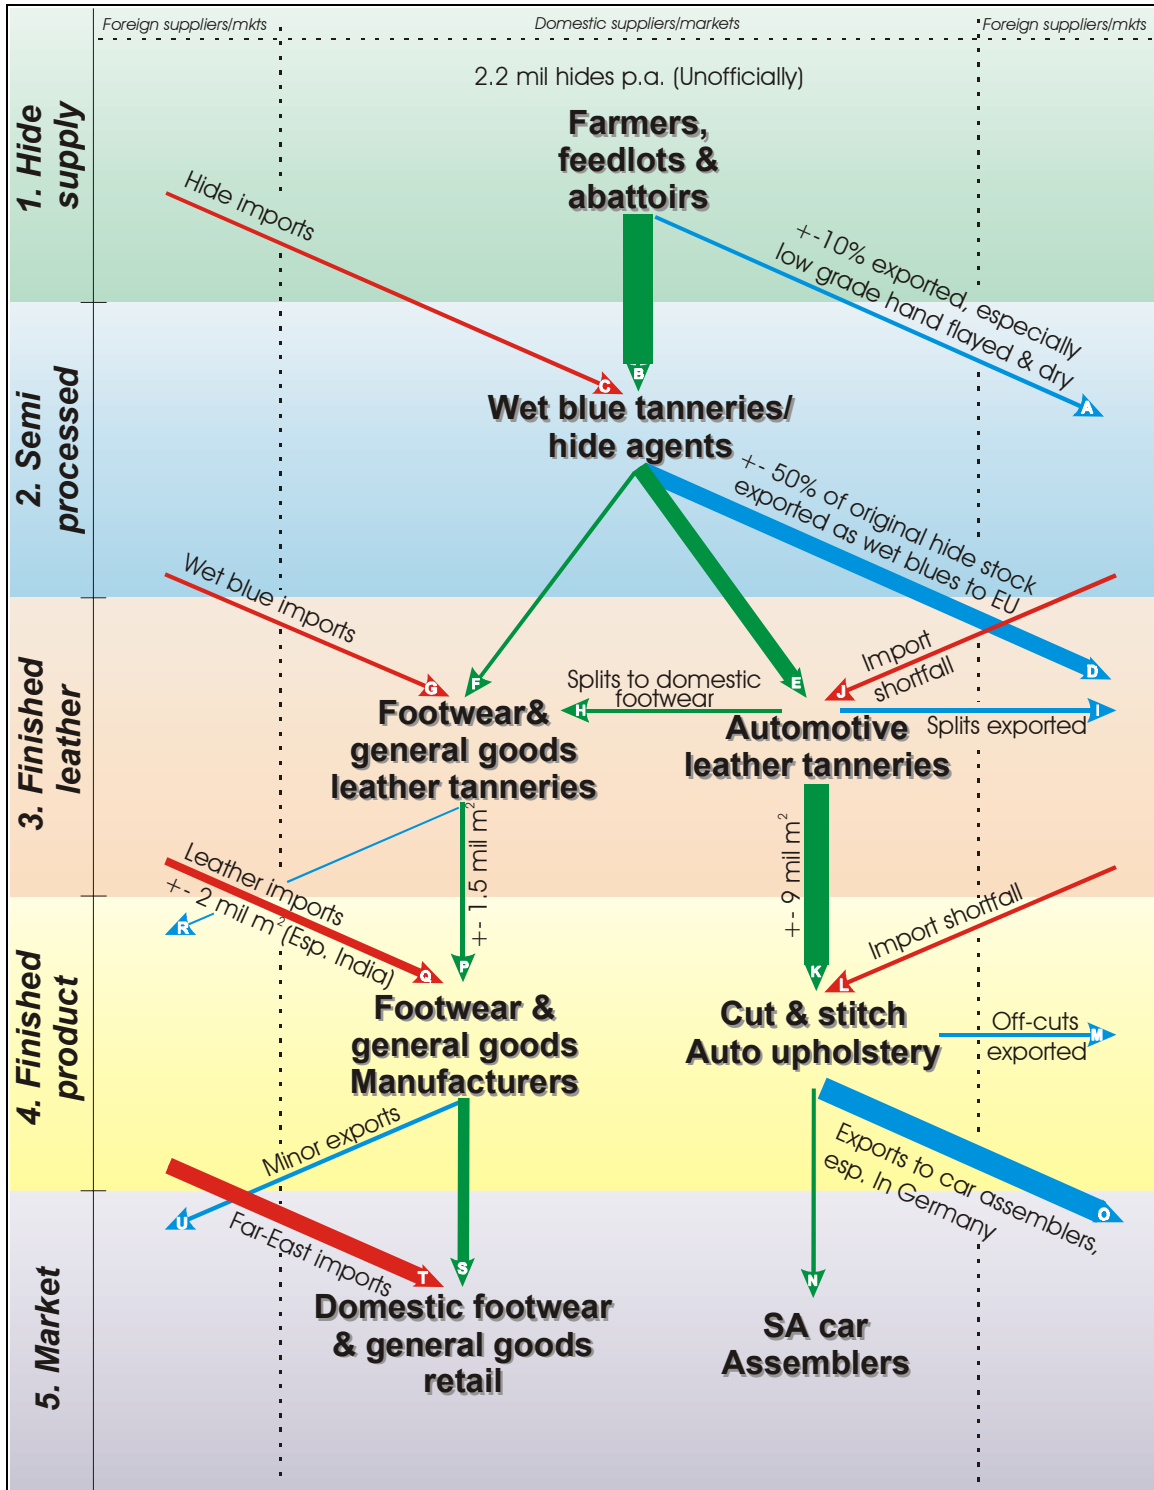 Foreign suppliers/mkts
Domestic suppliers/markets
Foreign suppliers/mkts
1. Hide
supply
2.2 mil hides p.a. (Unofficially)
Farmers,
feedlots &
abattoirs
Hide imports
+-10% exported, especially
low grade hand flayed & dry
A
B
C
2. Semi
processed
Wet blue tanneries/
hide agents
+- 50% of original hide stock
exported as wet blues to EU
D
Wet blue imports
3. Finished
leather
G
F
E
J
Import
shortfall
Splits to domestic
footwear
H
I
Splits exported
Footwear&
general goods
leather tanneries
Automotive
leather tanneries
+- 1.5 mil m²
+- 9 mil m²
Leather imports
+- 2 mil m² (Esp. India)
Import shortfall
4. Finished
product
R
Q
P
K
L
Footwear &
general goods
Manufacturers
Cut & stitch
Auto upholstery
Off-cuts
exported
M
Minor exports
Exports to car assemblers,
esp. In Germany
O
5. Market
U
Far-East imports
T
S
N
Domestic footwear
& general goods
retail
SA car
Assemblers